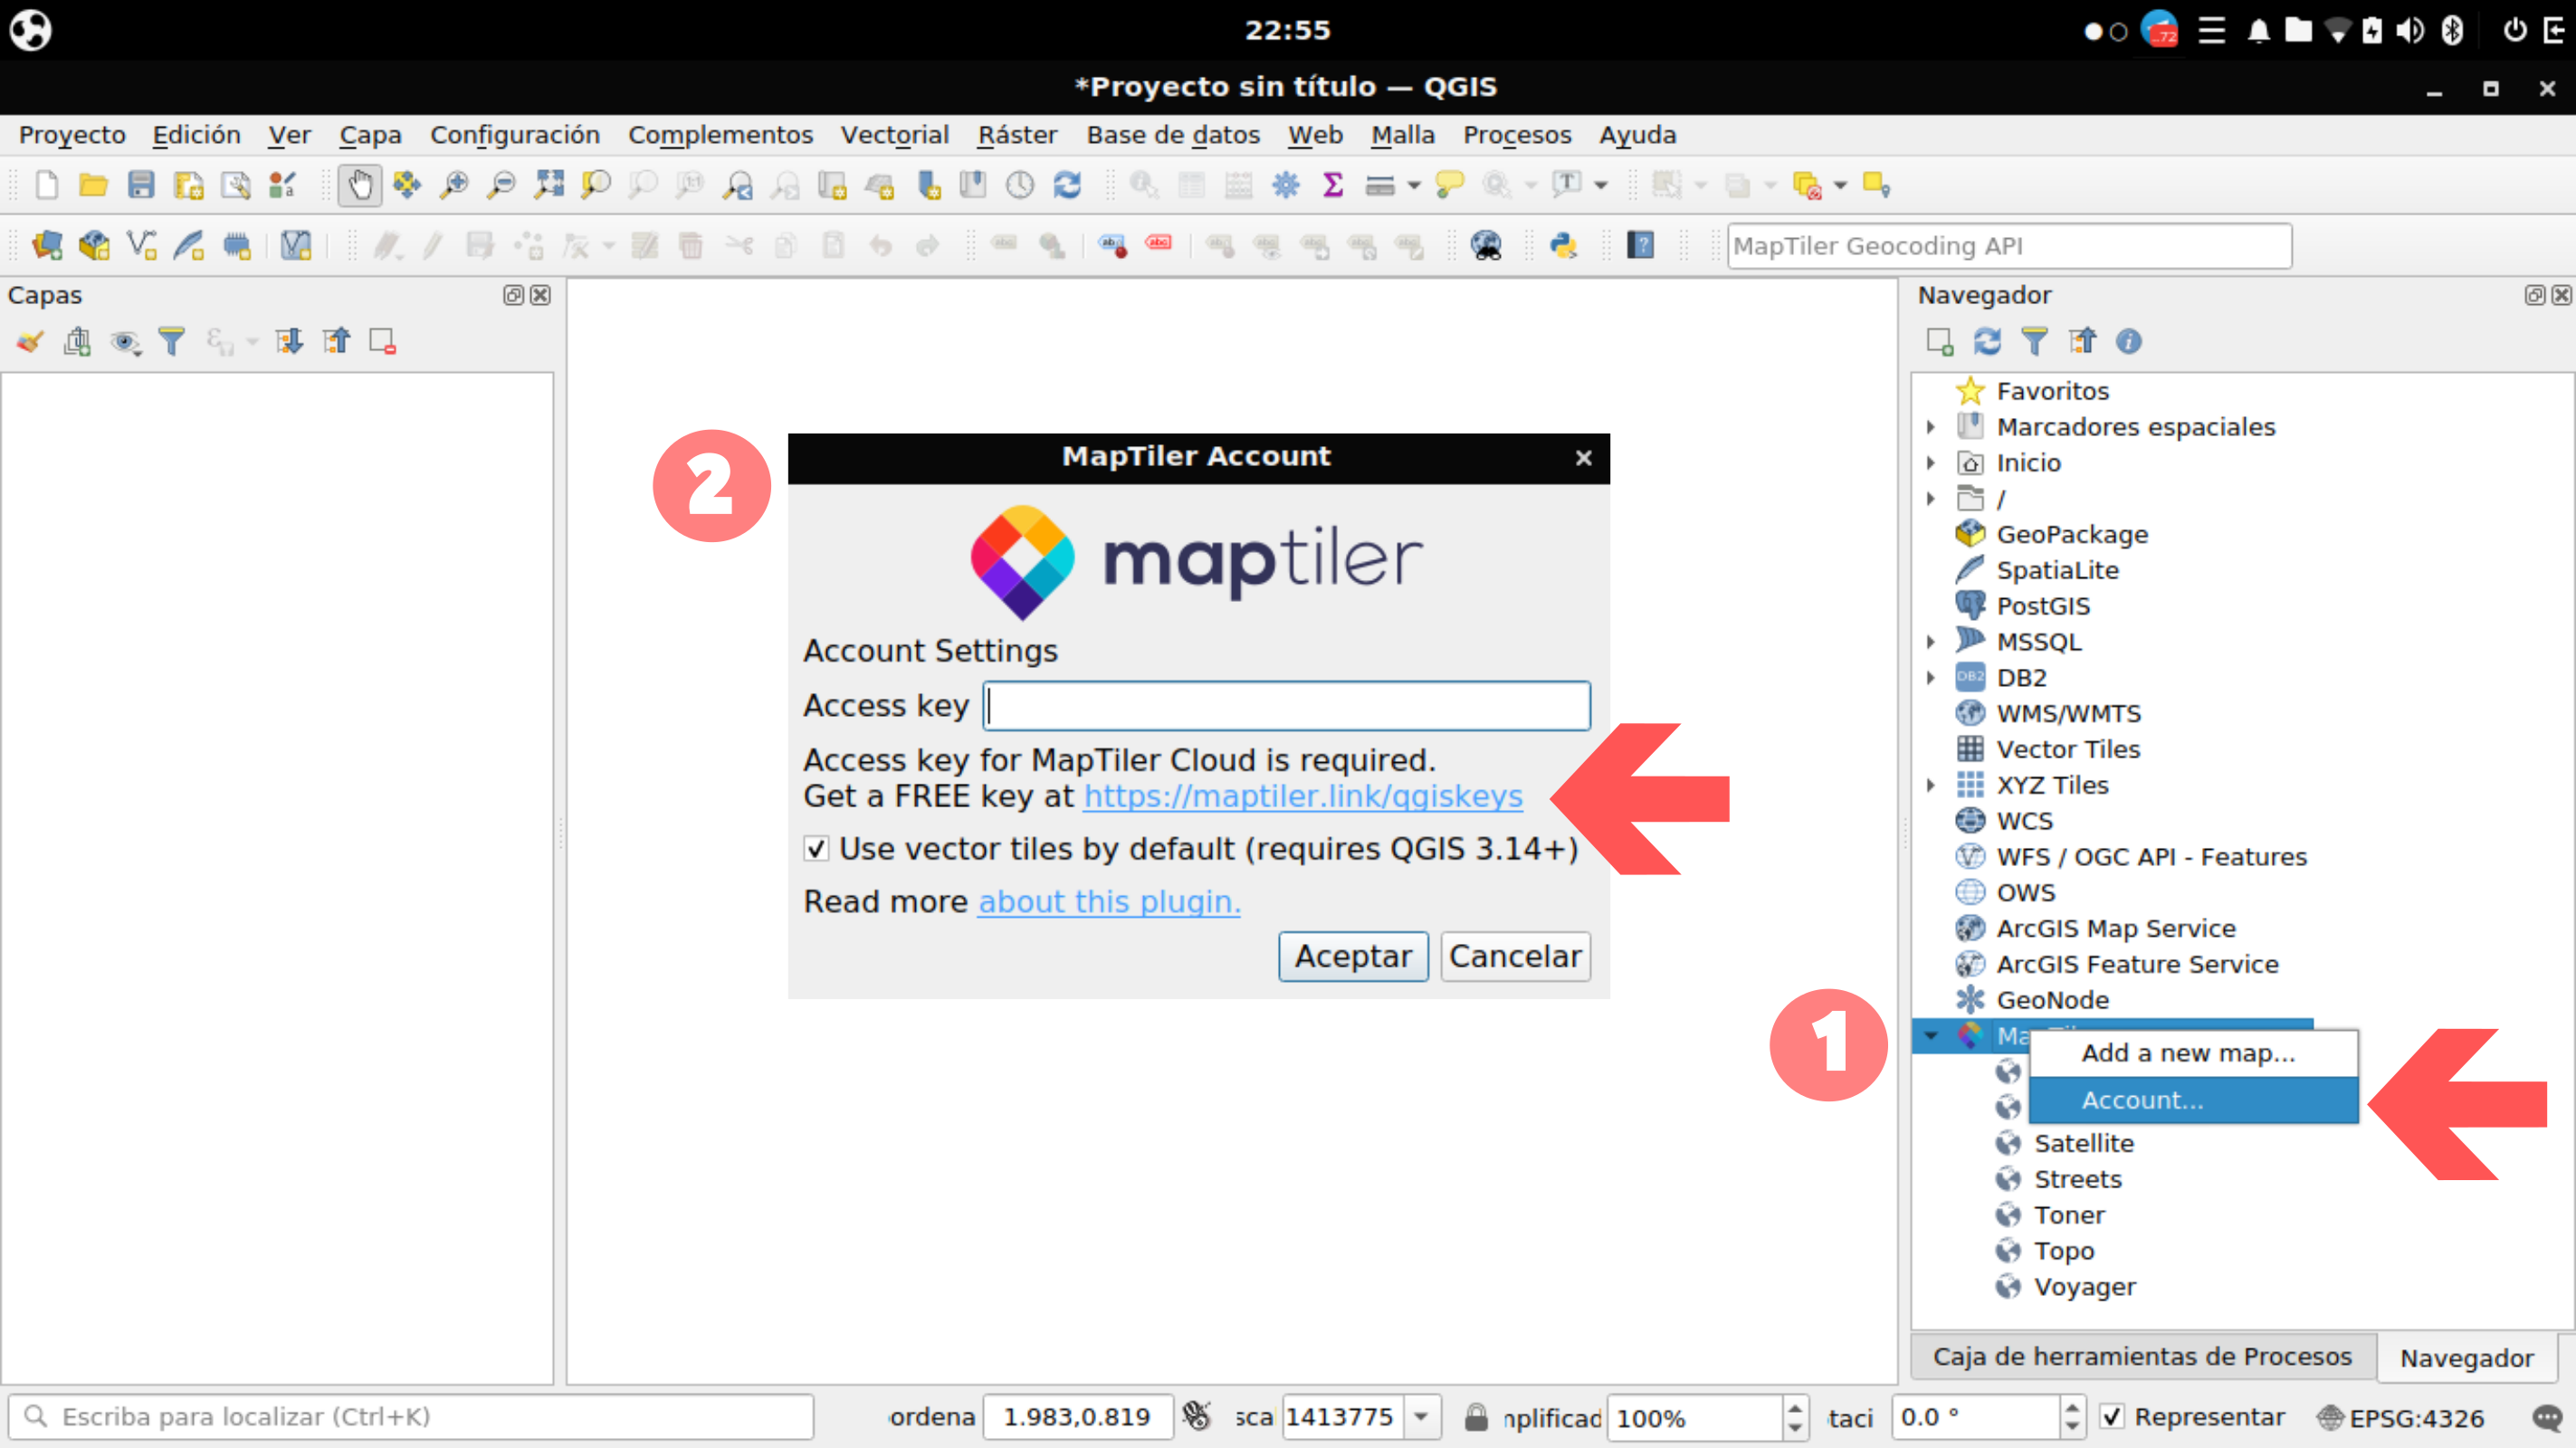 22:55
72
*Proyecto sin título — QGIS
Proyecto Edición Ver Capa Configuración Complementos Vectorial Ráster Base de datos Web Malla Procesos Ayuda
MapTiler Geocoding API
Capas
Navegador
Favoritos
Marcadores espaciales
Inicio
/
GeoPackage
SpatiaLite
PostGIS
MSSQL
DB2
WMS/WMTS
Vector Tiles
XYZ Tiles
WCS
WFS / OGC API - Features
OWS
ArcGIS Map Service
ArcGIS Feature Service
GeoNode
Add a new map...
Account...
Satellite
Streets
Toner
Topo
Voyager
1
2
MapTiler Account
maptiler
Account Settings
Access key
Access key for MapTiler Cloud is required.
Get a FREE key at https://maptiler.link/qgiskeys
Use vector tiles by default (requires QGIS 3.14+)
Read more about this plugin.
Aceptar Cancelar
Caja de herramientas de Procesos Navegador
Escriba para localizar (Ctrl+K) ordena 1.983,0.819 sca 1413775 nplificad 100% taci 0.0 ° Representar EPSG:4326